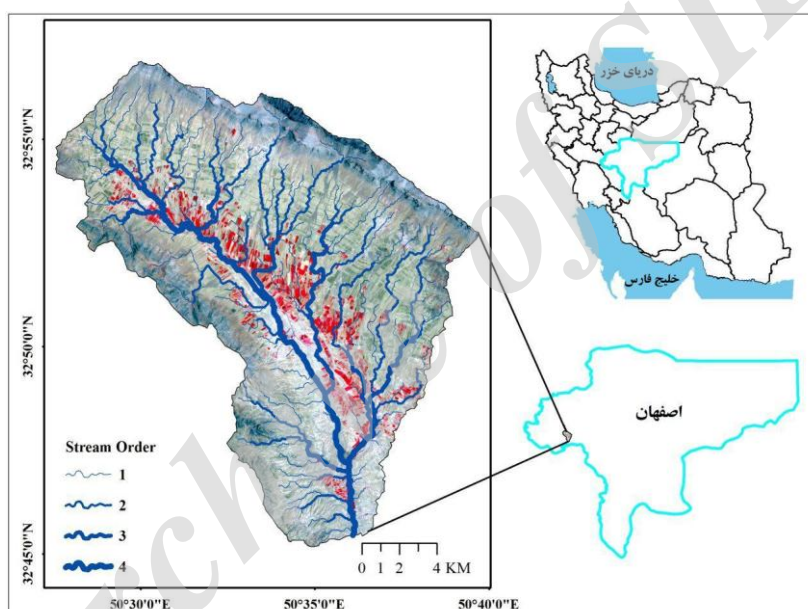 دریای خزر
خلیج فارس
اصفهان
32°55'0"N
32°50'0"N
32°45'0"N
Stream Order
1
2
3
4
0 1 2 4 KM
50°30'0"E
50°35'0"E
50°40'0"E